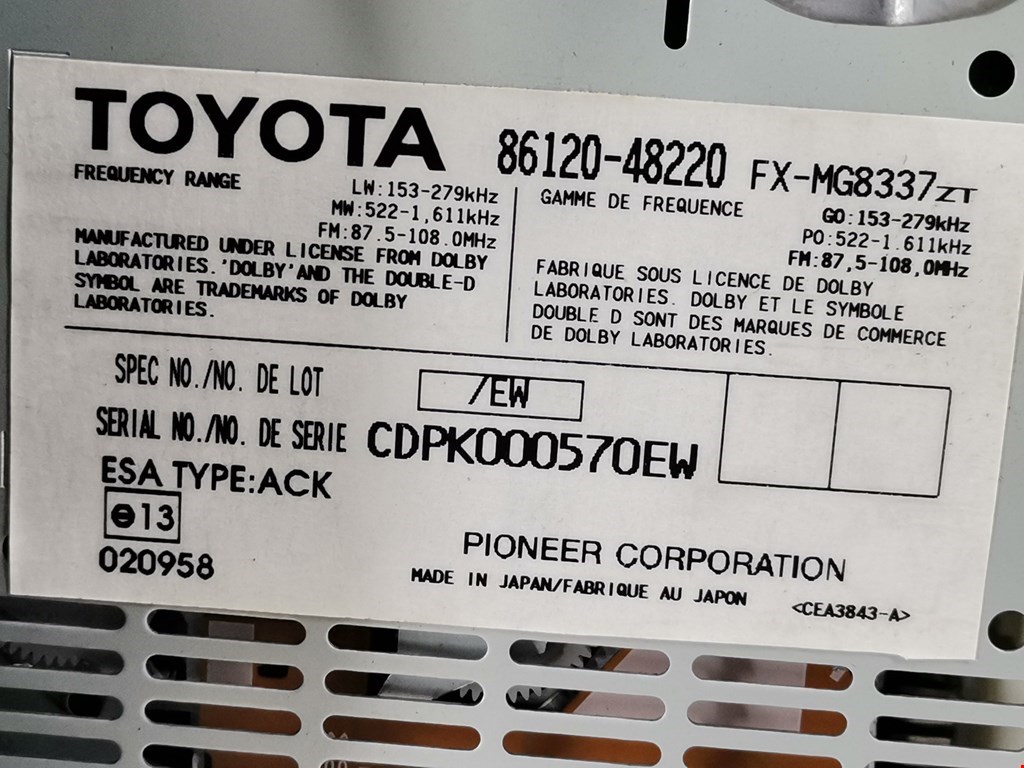 TOYOTA 86120-48220 FX-MG8337ZT
FREQUENCY RANGE
LW:153-279kHz
MW:522-1,611kHz
FM:87.5-108.0MHz
MANUFACTURED UNDER LICENSE FROM DOLBY
LABORATORIES. 'DOLBY' AND THE DOUBLE-D
SYMBOL ARE TRADEMARKS OF DOLBY
LABORATORIES.
GAMME DE FREQUENCE
GO:153-279kHz
PO:522-1.611kHz
FM:87,5-108,0MHz
FABRIQUE SOUS LICENCE DE DOLBY
LABORATORIES. DOLBY ET LE SYMBOLE
DOUBLE D SONT DES MARQUES DE COMMERCE
DE DOLBY LABORATORIES.
SPEC NO./NO. DE LOT /EW
SERIAL NO./NO. DE SERIE CDPK000570EW
ESA TYPE:ACK
e13
020958
PIONEER CORPORATION
MADE IN JAPAN/FABRIQUE AU JAPON <CEA3843-A>